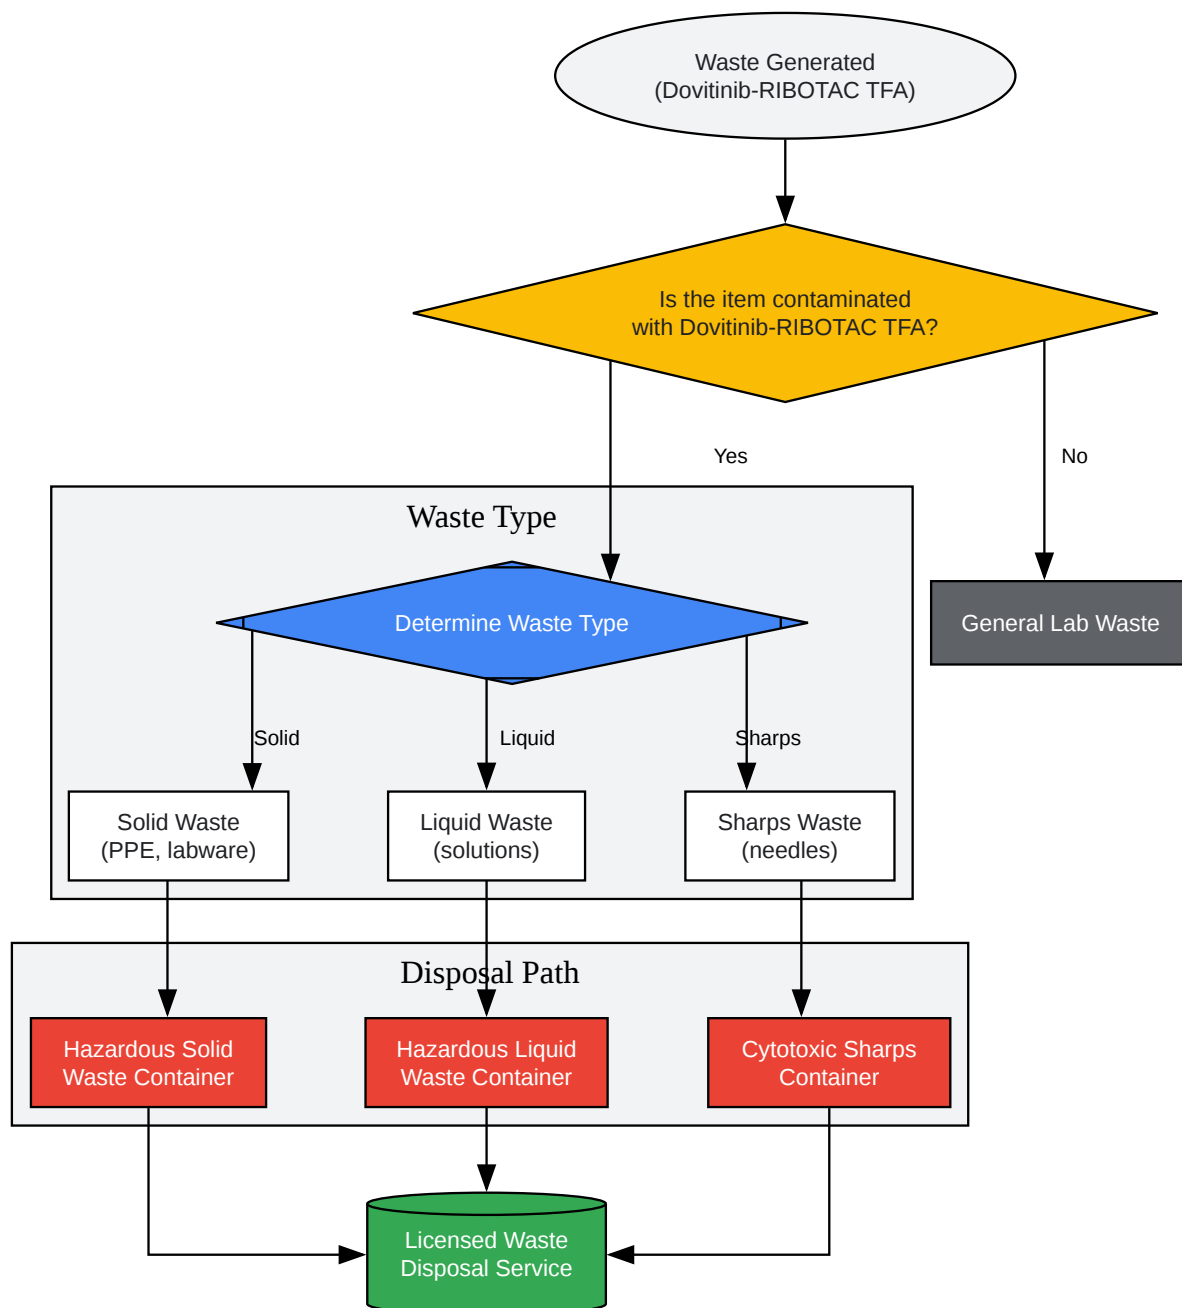 Waste Generated
(Dovitinib-RIBOTAC TFA)
Is the item contaminated
with Dovitinib-RIBOTAC TFA?
Yes
No
Waste Type
Determine Waste Type
General Lab Waste
Solid
Liquid
Sharps
Solid Waste
(PPE, labware)
Liquid Waste
(solutions)
Sharps Waste
(needles)
Disposal Path
Hazardous Solid
Waste Container
Hazardous Liquid
Waste Container
Cytotoxic Sharps
Container
Licensed Waste
Disposal Service